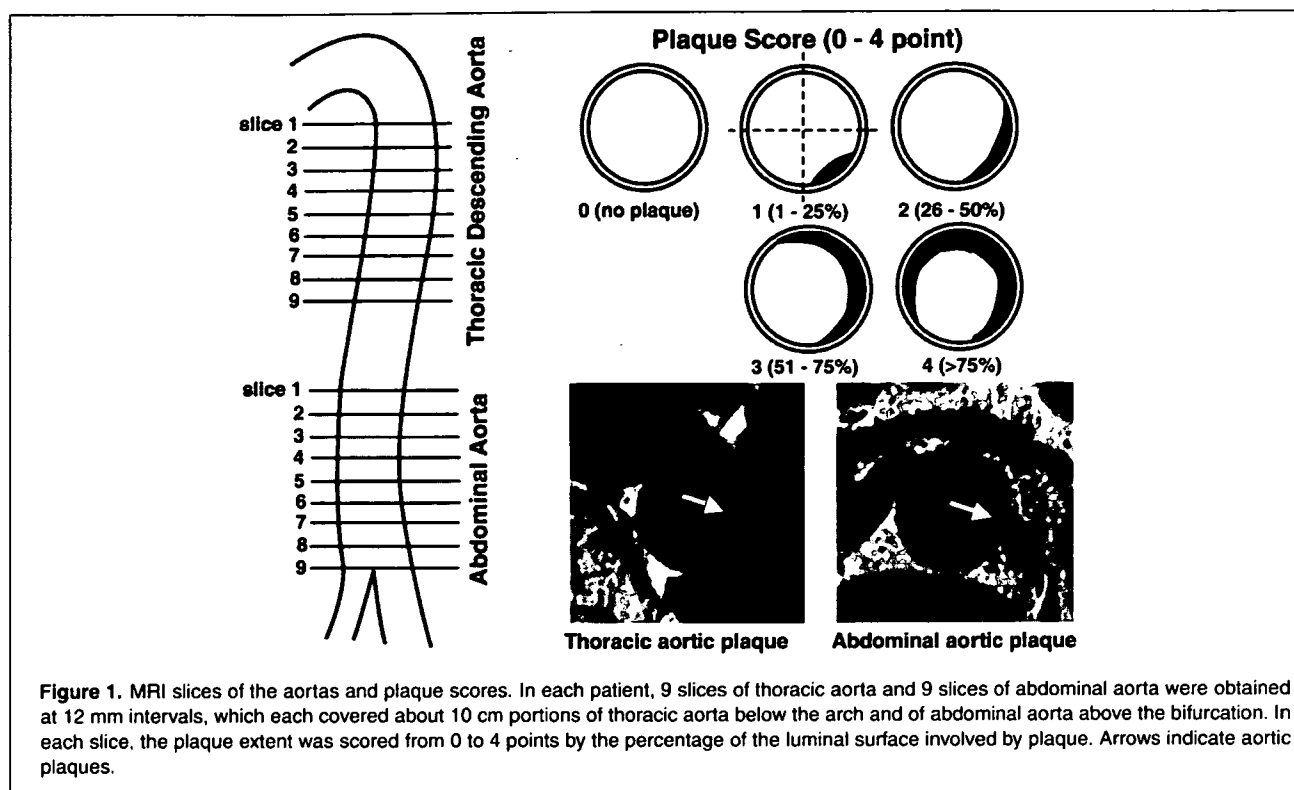 Plaque Score (0 - 4 point)
Thoracic Descending Aorta
slice 1
2
3
4
5
6
7
8
9
0 (no plaque)
1 (1 - 25%)
2 (26 - 50%)
3 (51 - 75%)
4 (>75%)
Abdominal Aorta
slice 1
2
3
4
5
6
7
8
9
Thoracic aortic plaque
Abdominal aortic plaque
Figure 1. MRI slices of the aortas and plaque scores. In each patient, 9 slices of thoracic aorta and 9 slices of abdominal aorta were obtained
at 12 mm intervals, which each covered about 10 cm portions of thoracic aorta below the arch and of abdominal aorta above the bifurcation. In
each slice, the plaque extent was scored from 0 to 4 points by the percentage of the luminal surface involved by plaque. Arrows indicate aortic
plaques.